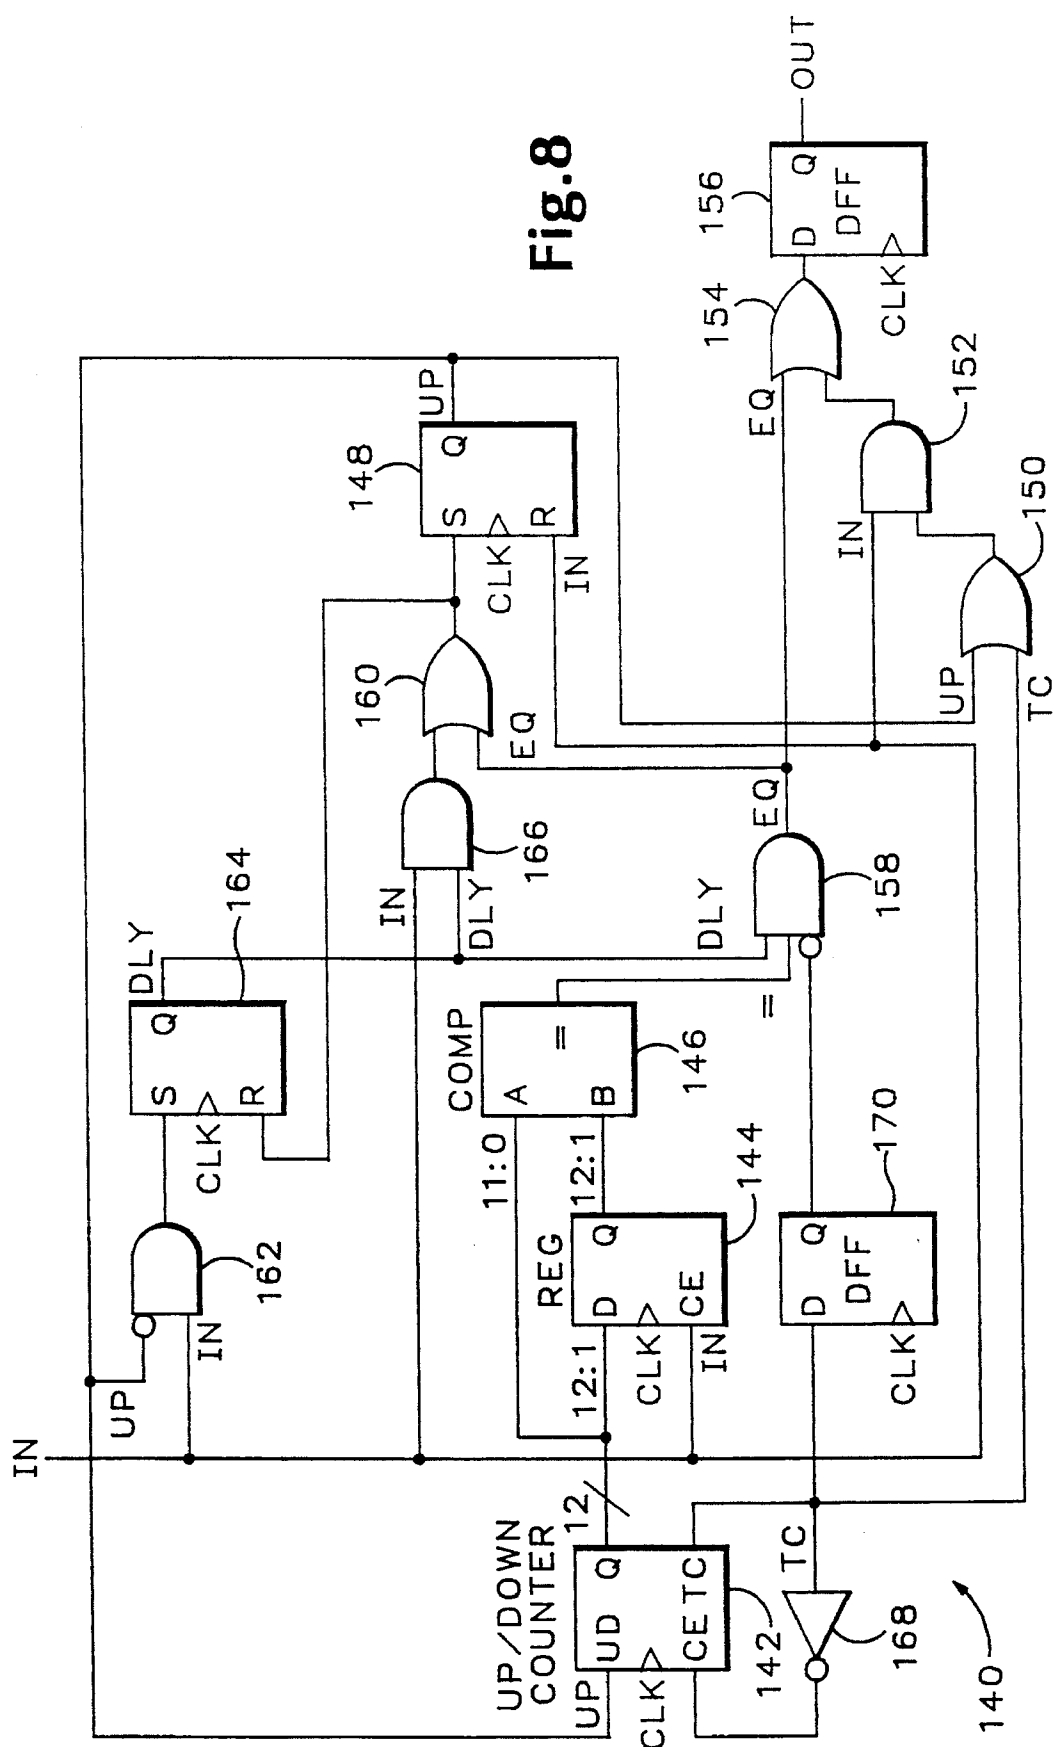 Fig.8
IN
UP
IN
162
S
Q
CLK
R
DLY
164
IN
DLY
166
160
EQ
148
S
Q
CLK
R
IN
UP
UP/DOWN
COUNTER
UP
UD
Q
CLK
CE
TC
142
12
12:1
11:0
REG
D
Q
CLK
CE
IN
144
12:1
COMP
A
B
=
146
=
DLY
158
EQ
EQ
154
D
Q
DFF
CLK
156
OUT
IN
152
UP
TC
150
TC
168
D
Q
DFF
CLK
170
140